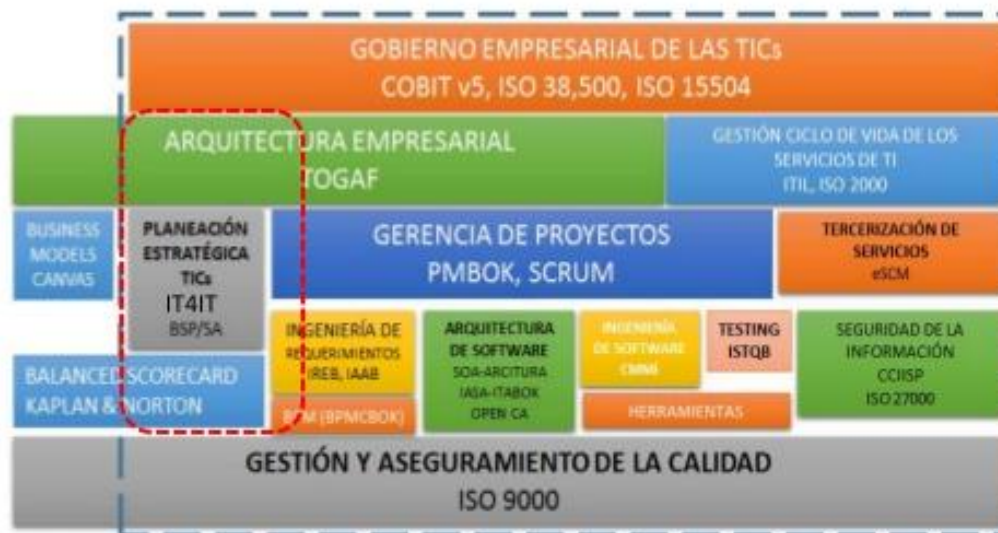 GOBIERNO EMPRESARIAL DE LAS TICs
COBIT v5, ISO 38,500, ISO 15504
ARQUITECTURA EMPRESARIAL
TOGAF
GESTIÓN CICLO DE VIDA DE LOS
SERVICIOS DE TI
ITIL, ISO 2000
BUSINESS
MODELS
CANVAS
PLANEACIÓN
ESTRATÉGICA
TICs
IT4IT
BSP/SA
GERENCIA DE PROYECTOS
PMBOK, SCRUM
TERCERIZACIÓN DE
SERVICIOS
eSCM
INGENIERÍA DE
REQUERIMIENTOS
IREB, IAAB
ARQUITECTURA
DE SOFTWARE
SOA-ARCITURA
IASA-ITABOK
OPEN CA
INGENIERÍA
DE SOFTWARE
CMMI
TESTING
ISTQB
SEGURIDAD DE LA
INFORMACIÓN
CCIISP
ISO 27000
BALANCED SCORECARD
KAPLAN & NORTON
BPM (BPMCBOK)
HERRAMIENTAS
GESTIÓN Y ASEGURAMIENTO DE LA CALIDAD
ISO 9000